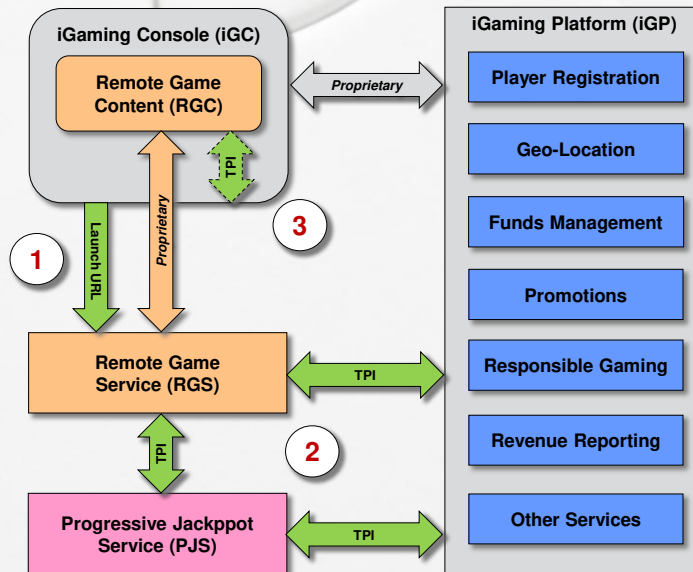 iGaming Console (iGC)
Remote Game
Content (RGC)
TPI
Proprietary
3
1
Launch URL
Proprietary
Remote Game
Service (RGS)
TPI
2
TPI
Progressive Jackppot
Service (PJS)
TPI
iGaming Platform (iGP)
Player Registration
Geo-Location
Funds Management
Promotions
Responsible Gaming
Revenue Reporting
Other Services